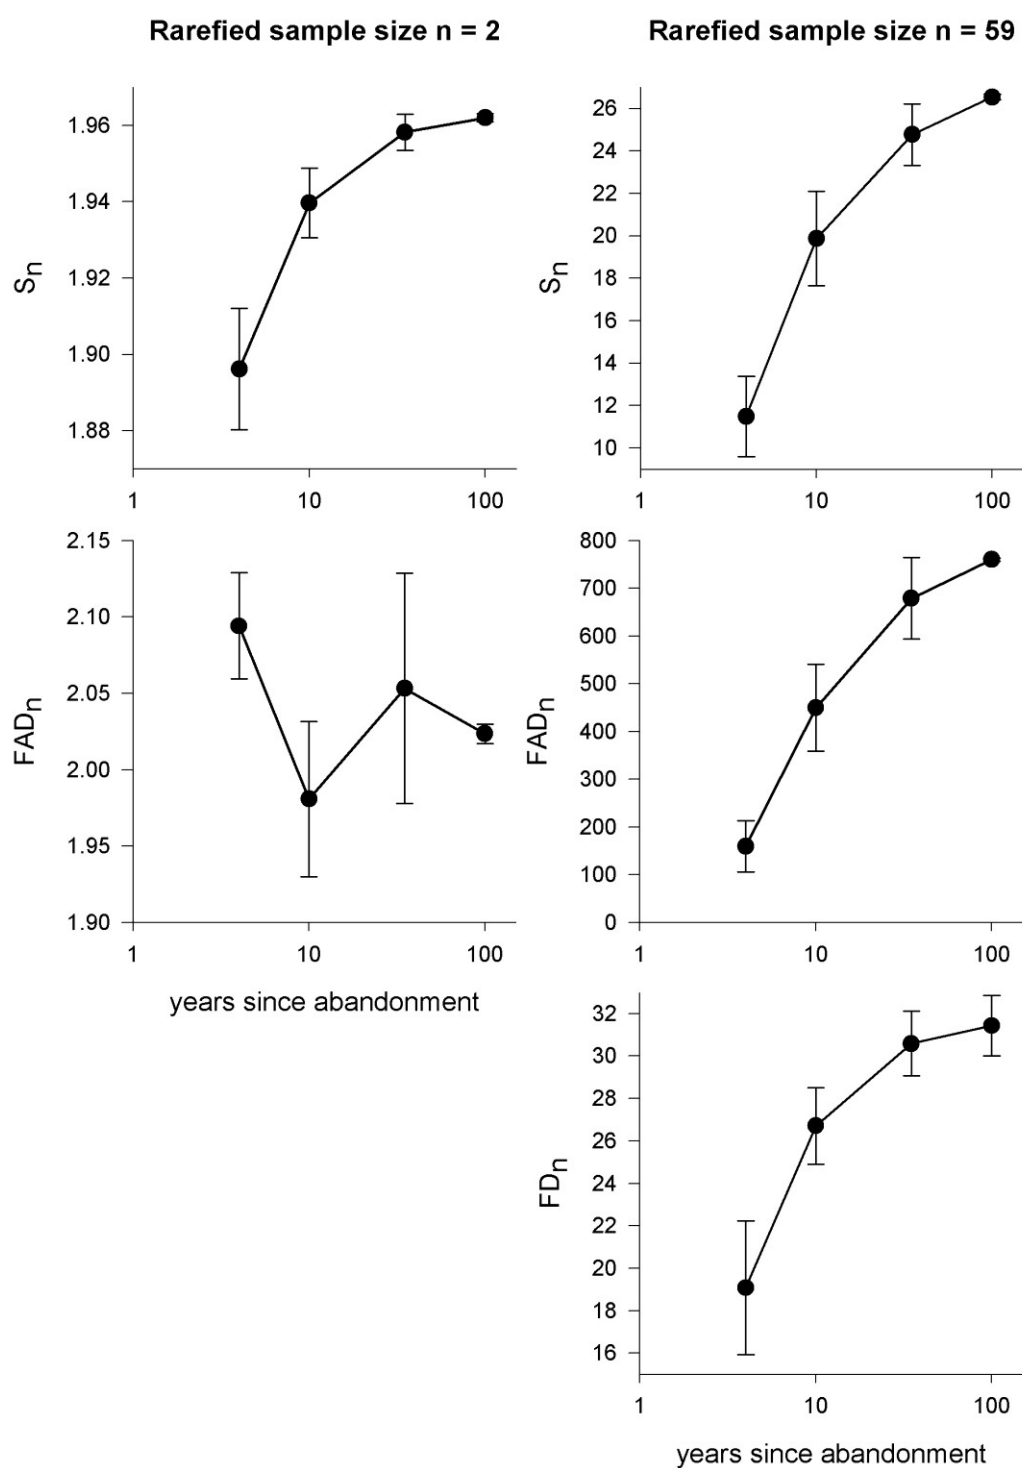 Rarefied sample size n = 2
Rarefied sample size n = 59
Sn
1.96
1.94
1.92
1.90
1.88
1 10 100
Sn
26
24
22
20
18
16
14
12
10
1 10 100
FADn
2.15
2.10
2.05
2.00
1.95
1.90
1 10 100
years since abandonment
FADn
800
700
600
500
400
300
200
100
0
1 10 100
FDn
32
30
28
26
24
22
20
18
16
1 10 100
years since abandonment